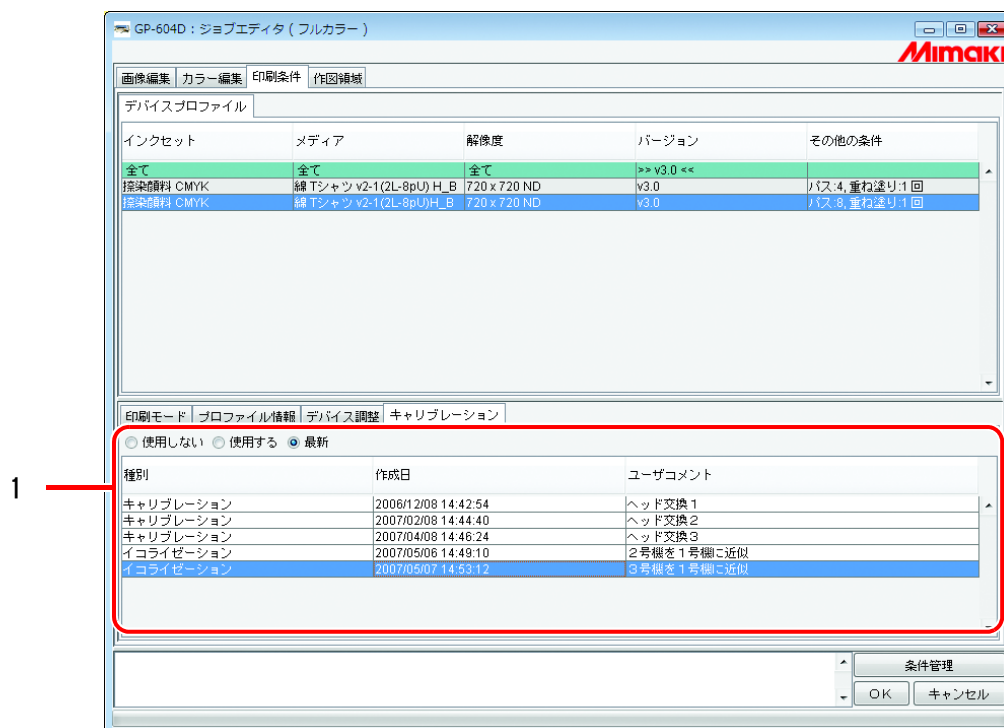 GP-604D：ジョブエディタ ( フルカラー )
Mimaki
画像編集 カラー編集 印刷条件 作図領域
デバイスプロファイル
インクセット メディア 解像度 バージョン その他の条件
全て 全て 全て >> v3.0 <<
捺染顔料 CMYK 綿 Tシャツ v2-1(2L-8pU) H_B 720 x 720 ND v3.0 パス:4, 重ね塗り:1 回
捺染顔料 CMYK 綿 Tシャツ v2-1(2L-8pU)H_B 720 x 720 ND v3.0 パス:8, 重ね塗り:1 回
印刷モード プロファイル情報 デバイス調整 キャリブレーション
使用しない 使用する 最新
1
種別 作成日 ユーザコメント
キャリブレーション 2006/12/08 14:42:54 ヘッド交換１
キャリブレーション 2007/02/08 14:44:40 ヘッド交換２
キャリブレーション 2007/04/08 14:46:24 ヘッド交換３
イコライゼーション 2007/05/06 14:49:10 ２号機を１号機に近似
イコライゼーション 2007/05/07 14:53:12 ３号機を１号機に近似
条件管理
OK キャンセル